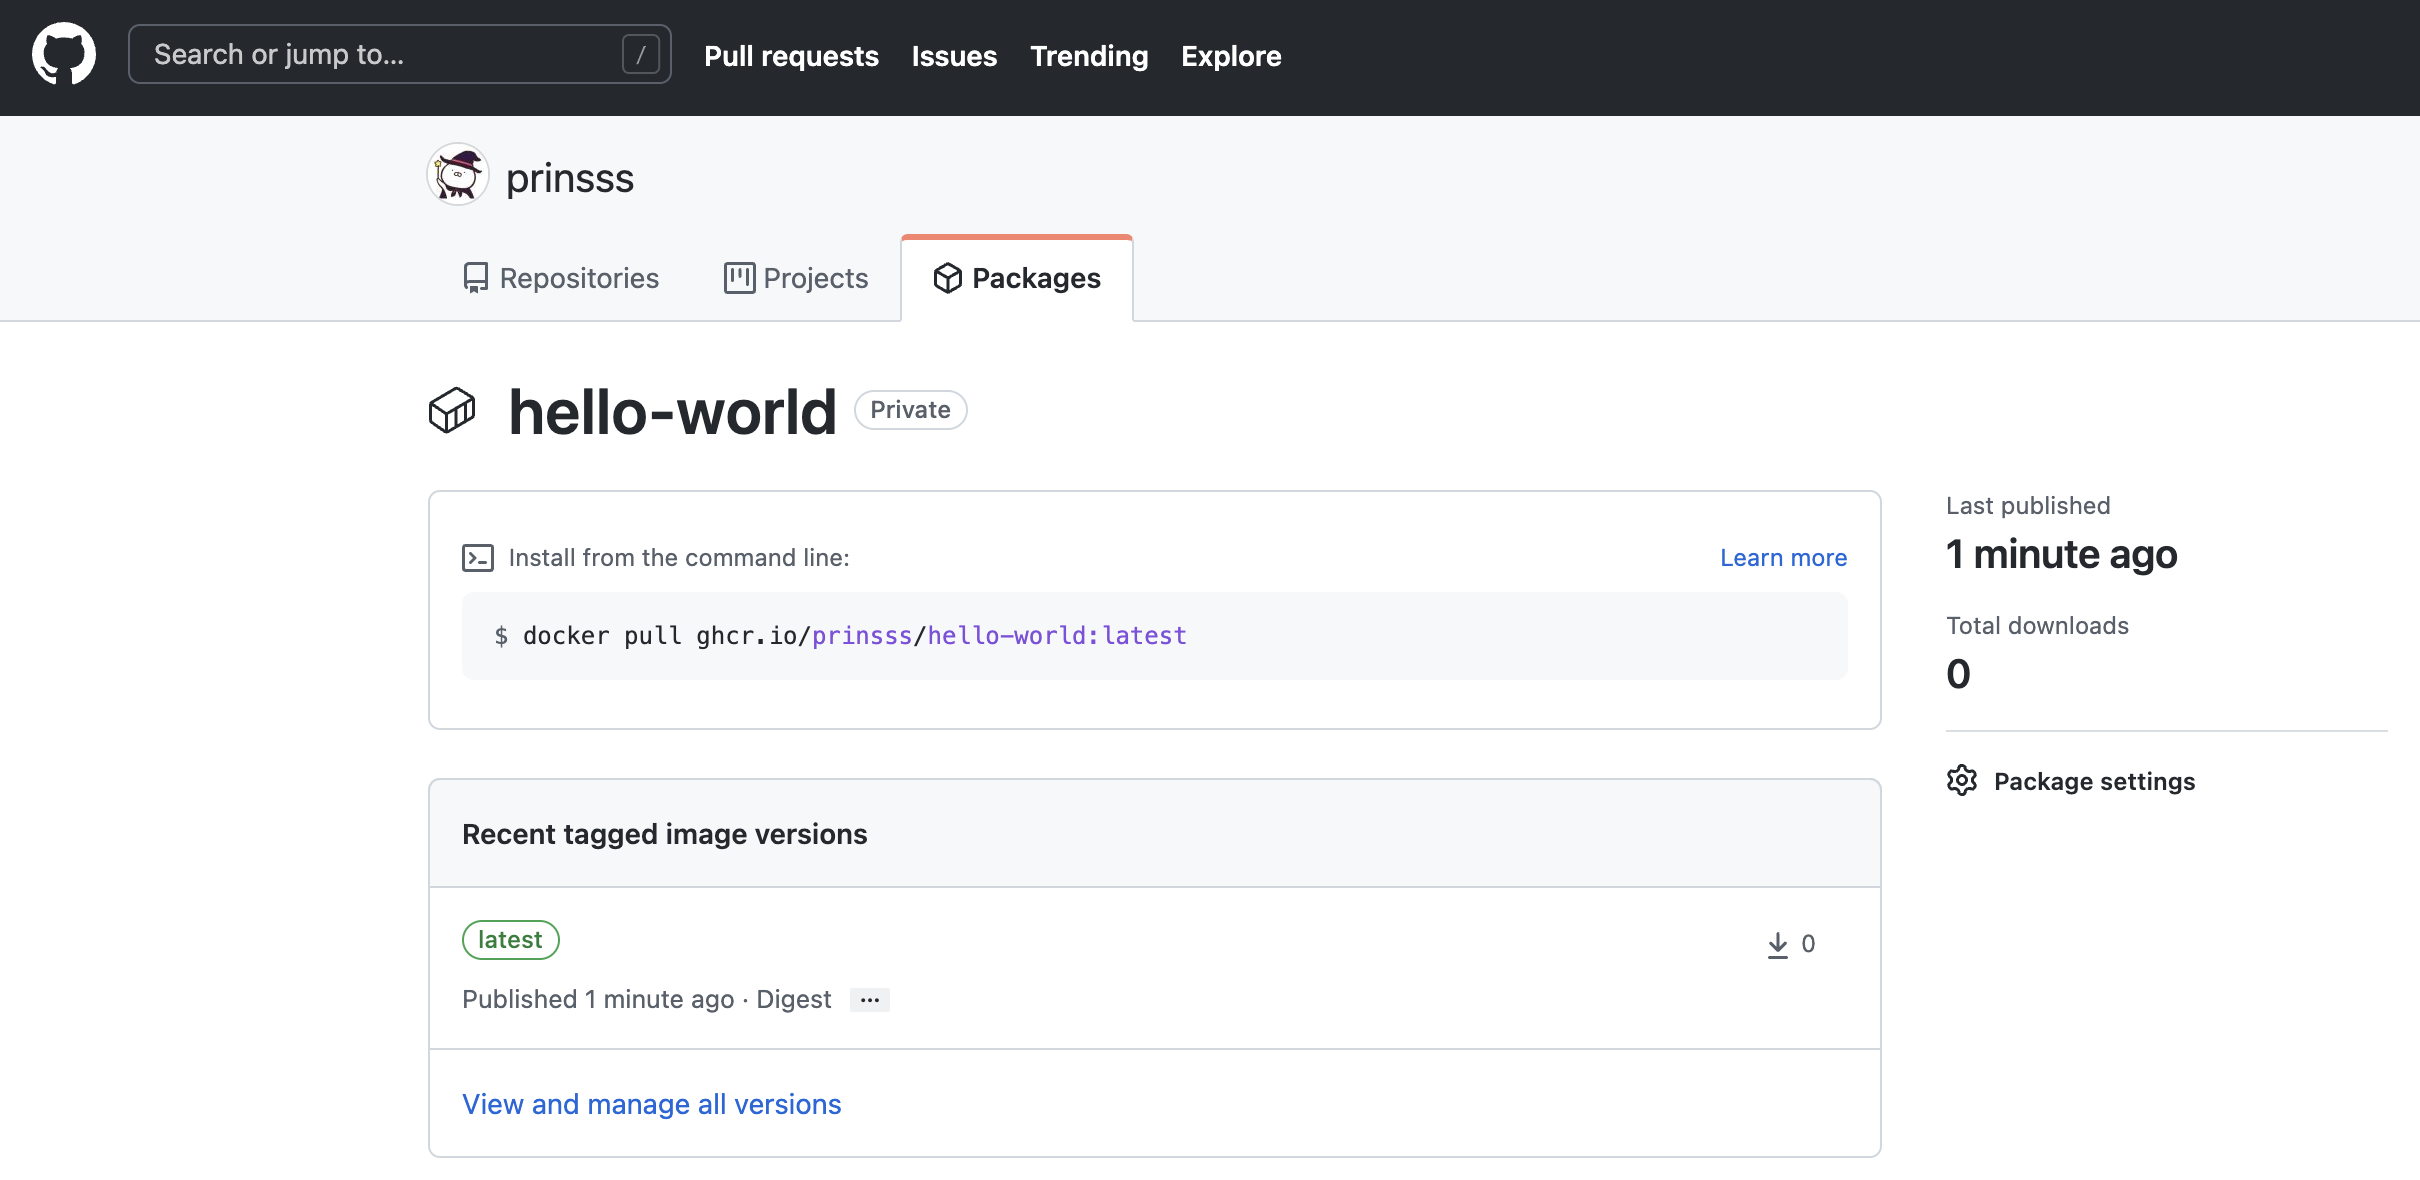 Search or jump to... /
Pull requests Issues Trending Explore
prinsss
Repositories Projects Packages
hello-world Private
Install from the command line: Learn more
$ docker pull ghcr.io/prinsss/hello-world:latest
Last published
1 minute ago
Total downloads
0
Package settings
Recent tagged image versions
latest 0
Published 1 minute ago · Digest ...
View and manage all versions